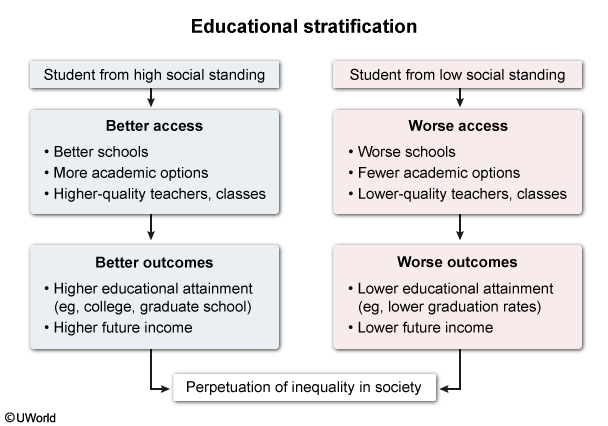 Educational stratification
Student from high social standing
Better access
• Better schools
• More academic options
• Higher-quality teachers, classes
Better outcomes
• Higher educational attainment
(eg, college, graduate school)
• Higher future income
Student from low social standing
Worse access
• Worse schools
• Fewer academic options
• Lower-quality teachers, classes
Worse outcomes
• Lower educational attainment
(eg, lower graduation rates)
• Lower future income
Perpetuation of inequality in society
©UWorld